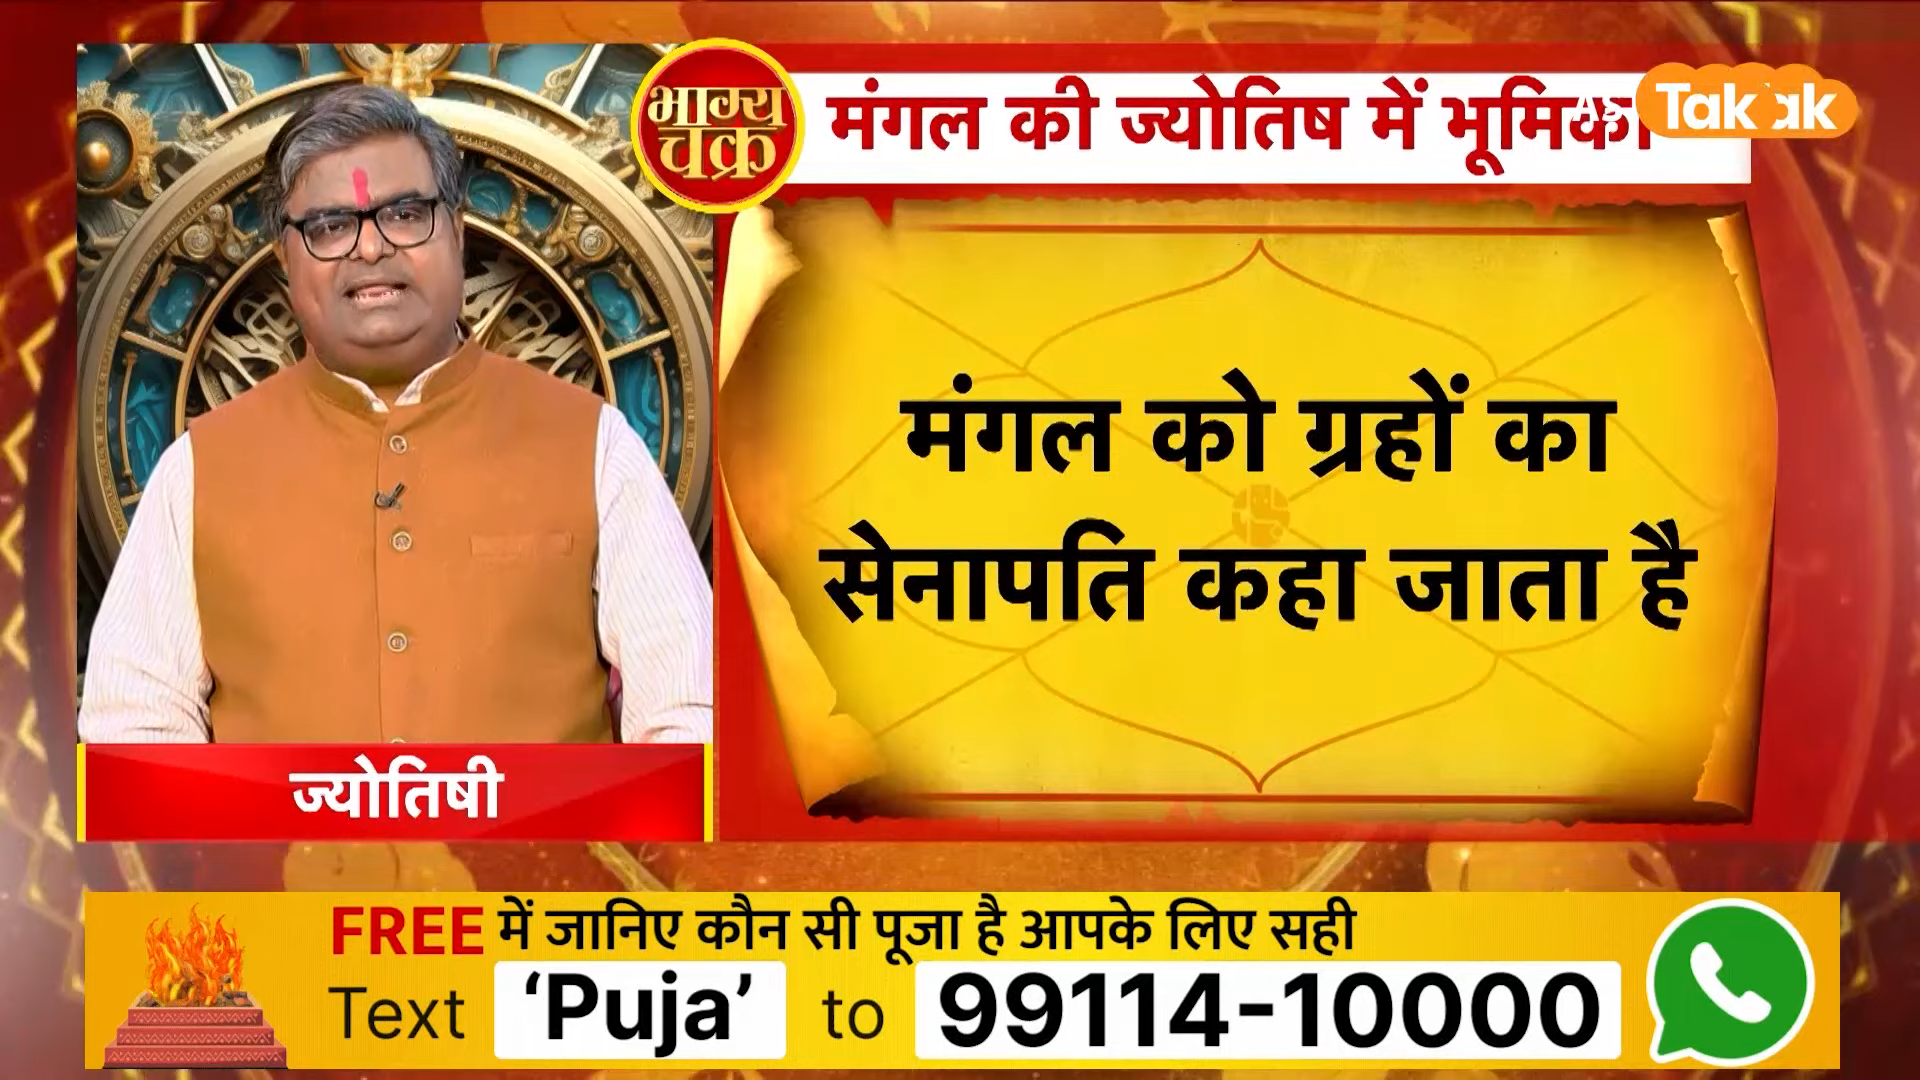 भाग्य
चक्र
मंगल की ज्योतिष में भूमिका
Tak
मंगल को ग्रहों का
सेनापति कहा जाता है
ज्योतिषी
FREE में जानिए कौन सी पूजा है आपके लिए सही
Text ‘Puja’ to 99114-10000